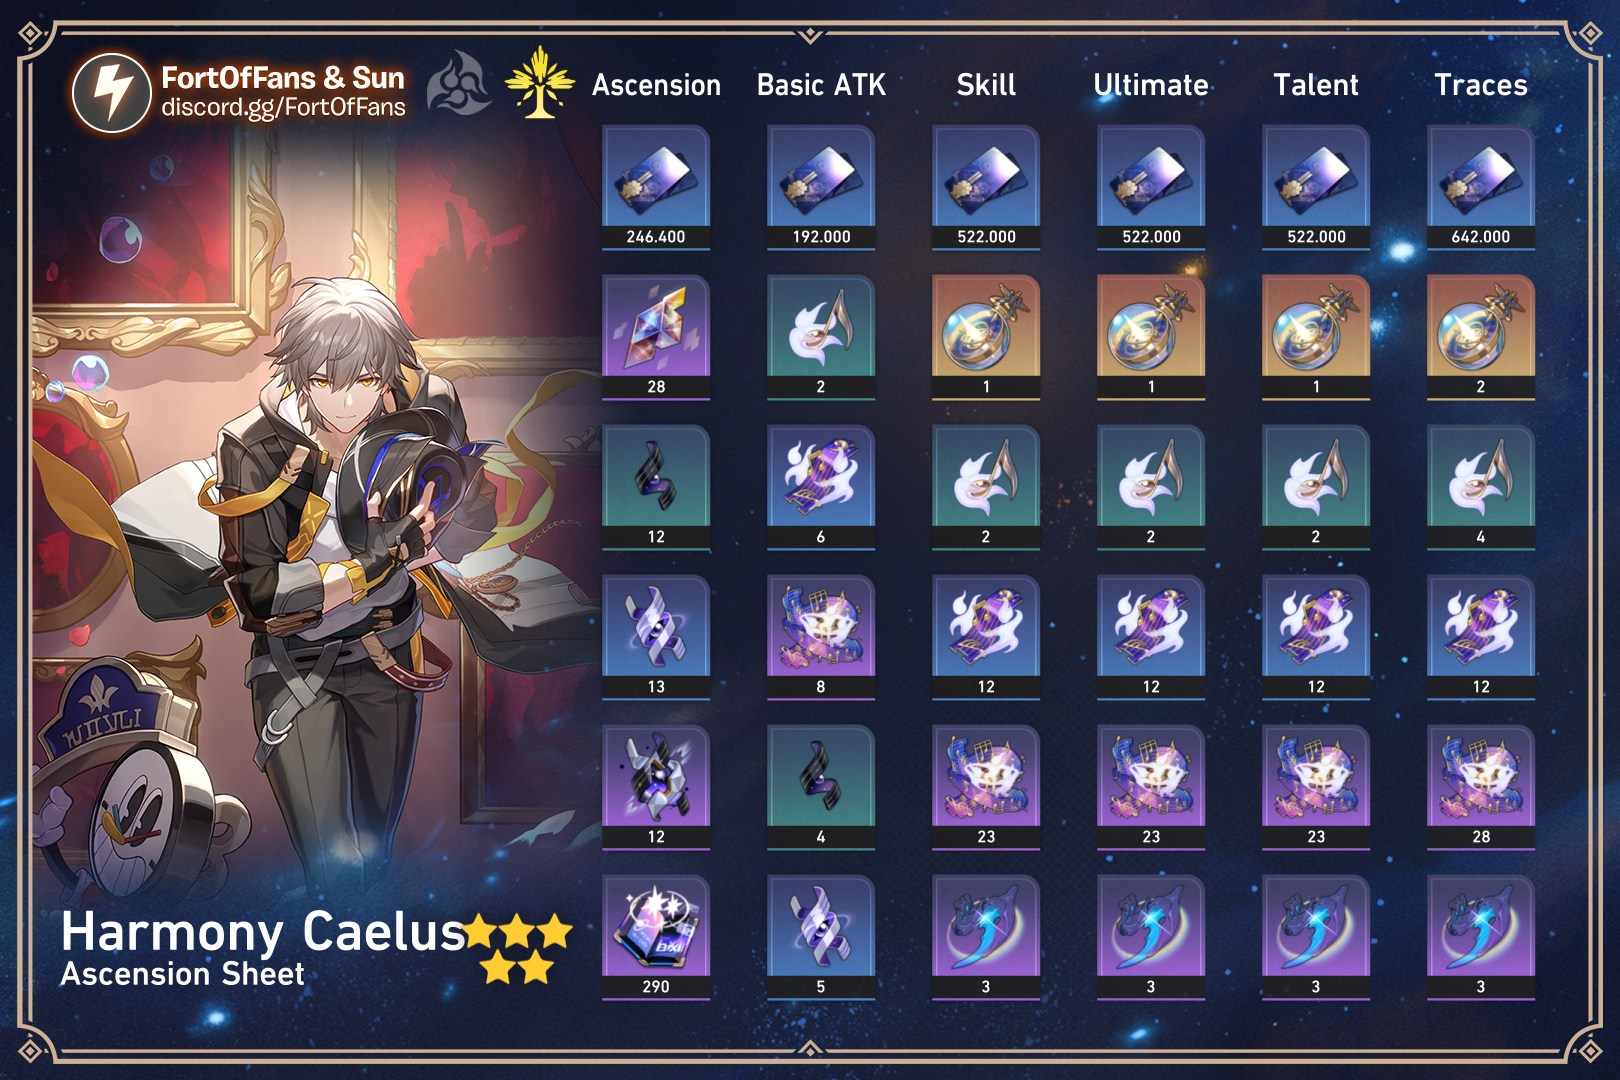 FortOfFans & Sun
discord.gg/FortOfFans
Ascension Basic ATK Skill Ultimate Talent Traces
246.400 192.000 522.000 522.000 522.000 642.000
28 2 1 1 1 2
12 6 2 2 2 4
13 8 12 12 12 12
12 4 23 23 23 28
290 5 3 3 3 3
Harmony Caelus
Ascension Sheet